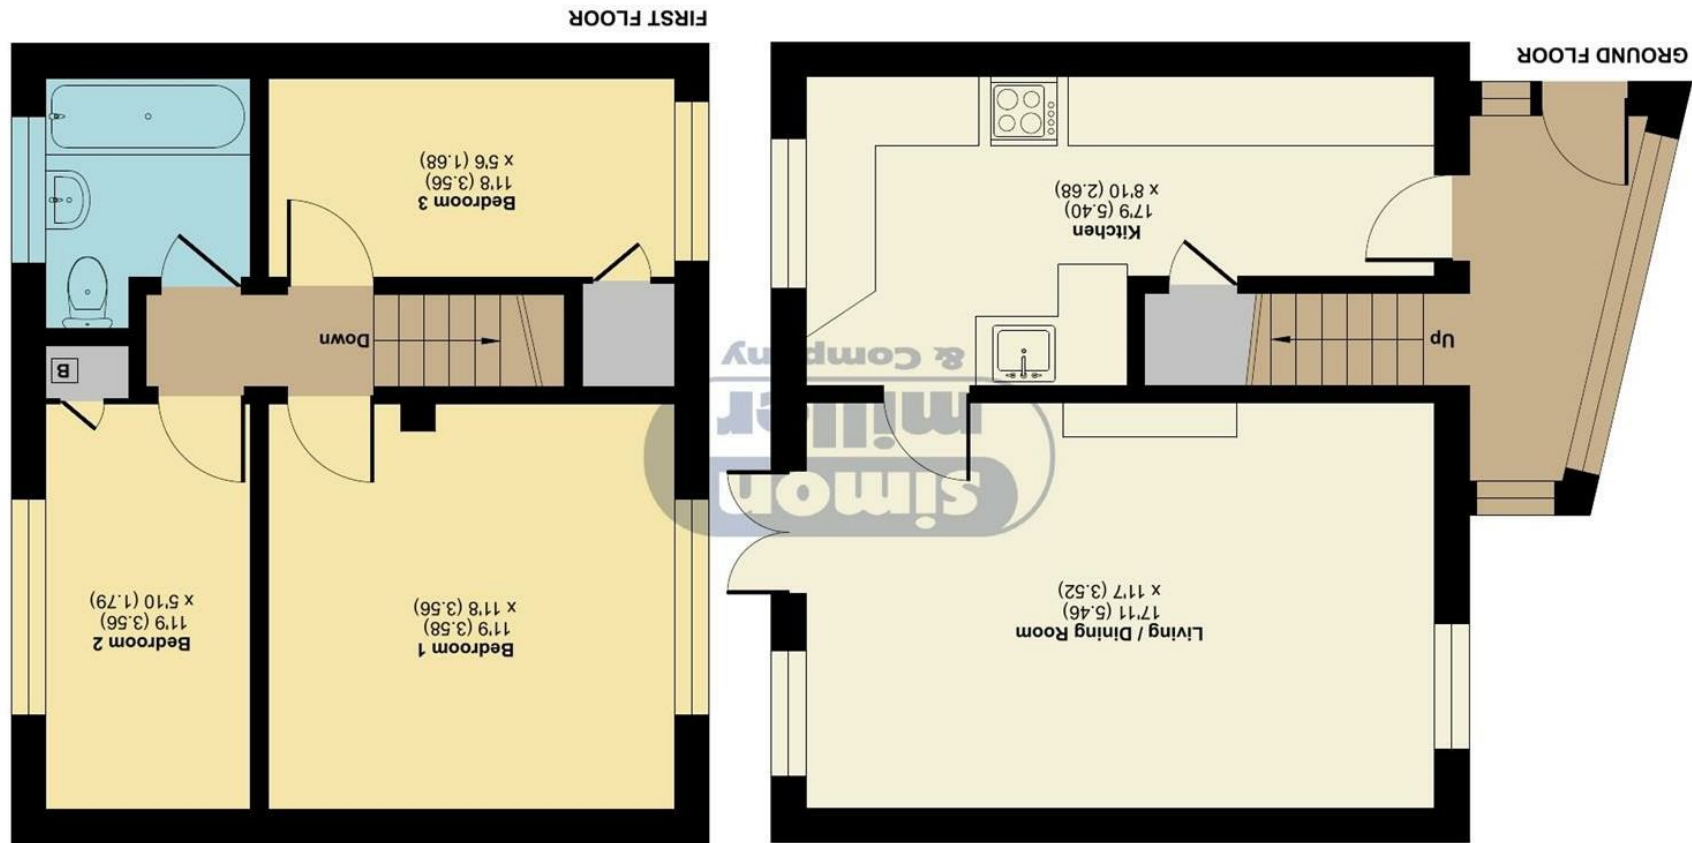 Living / Dining Room
17'11 (5.46)
x 11'7 (3.52)
simon
miller
& Company
Up
Kitchen
17'9 (5.40)
x 8'10 (2.68)
GROUND FLOOR
Bedroom 1
11'9 (3.58)
x 11'8 (3.56)
Bedroom 2
11'9 (3.56)
x 5'10 (1.79)
B
Down
Bedroom 3
11'8 (3.56)
x 5'6 (1.68)
FIRST FLOOR